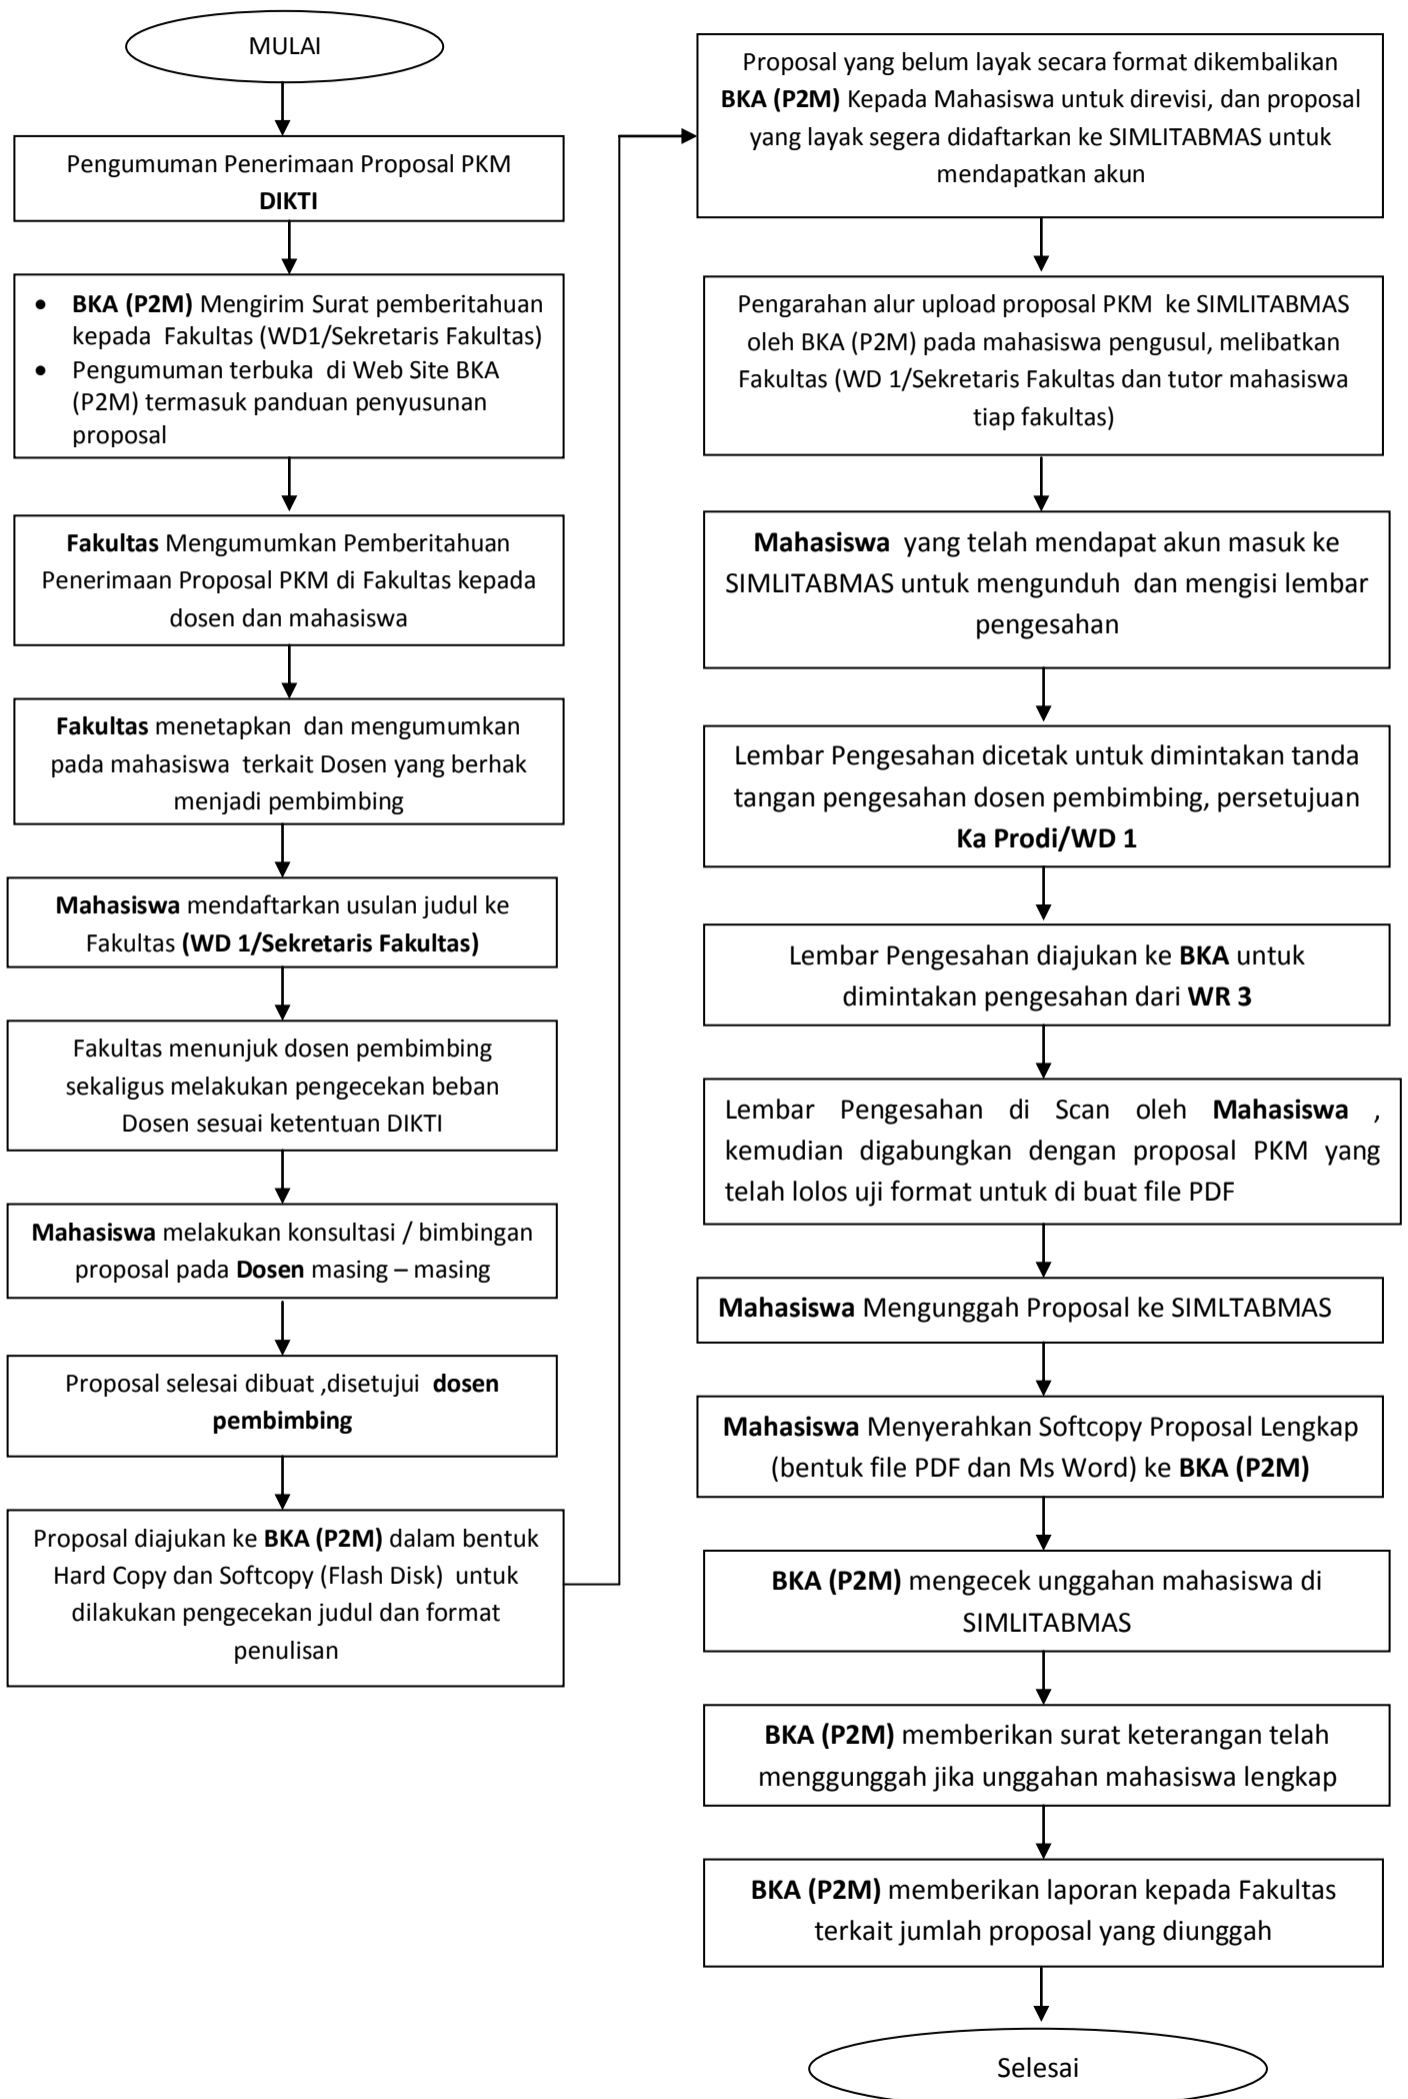 MULAI
Pengumuman Penerimaan Proposal PKM
DIKTI
• BKA (P2M) Mengirim Surat pemberitahuan
kepada Fakultas (WD1/Sekretaris Fakultas)
• Pengumuman terbuka di Web Site BKA
(P2M) termasuk panduan penyusunan
proposal
Fakultas Mengumumkan Pemberitahuan
Penerimaan Proposal PKM di Fakultas kepada
dosen dan mahasiswa
Fakultas menetapkan dan mengumumkan
pada mahasiswa terkait Dosen yang berhak
menjadi pembimbing
Mahasiswa mendaftarkan usulan judul ke
Fakultas (WD 1/Sekretaris Fakultas)
Fakultas menunjuk dosen pembimbing
sekaligus melakukan pengecekan beban
Dosen sesuai ketentuan DIKTI
Mahasiswa melakukan konsultasi / bimbingan
proposal pada Dosen masing – masing
Proposal selesai dibuat ,disetujui dosen
pembimbing
Proposal diajukan ke BKA (P2M) dalam bentuk
Hard Copy dan Softcopy (Flash Disk) untuk
dilakukan pengecekan judul dan format
penulisan
Proposal yang belum layak secara format dikembalikan
BKA (P2M) Kepada Mahasiswa untuk direvisi, dan proposal
yang layak segera didaftarkan ke SIMLITABMAS untuk
mendapatkan akun
Pengarahan alur upload proposal PKM ke SIMLITABMAS
oleh BKA (P2M) pada mahasiswa pengusul, melibatkan
Fakultas (WD 1/Sekretaris Fakultas dan tutor mahasiswa
tiap fakultas)
Mahasiswa yang telah mendapat akun masuk ke
SIMLITABMAS untuk mengunduh dan mengisi lembar
pengesahan
Lembar Pengesahan dicetak untuk dimintakan tanda
tangan pengesahan dosen pembimbing, persetujuan
Ka Prodi/WD 1
Lembar Pengesahan diajukan ke BKA untuk
dimintakan pengesahan dari WR 3
Lembar Pengesahan di Scan oleh Mahasiswa ,
kemudian digabungkan dengan proposal PKM yang
telah lolos uji format untuk di buat file PDF
Mahasiswa Mengunggah Proposal ke SIMLTABMAS
Mahasiswa Menyerahkan Softcopy Proposal Lengkap
(bentuk file PDF dan Ms Word) ke BKA (P2M)
BKA (P2M) mengecek unggahan mahasiswa di
SIMLITABMAS
BKA (P2M) memberikan surat keterangan telah
menggunggah jika unggahan mahasiswa lengkap
BKA (P2M) memberikan laporan kepada Fakultas
terkait jumlah proposal yang diunggah
Selesai